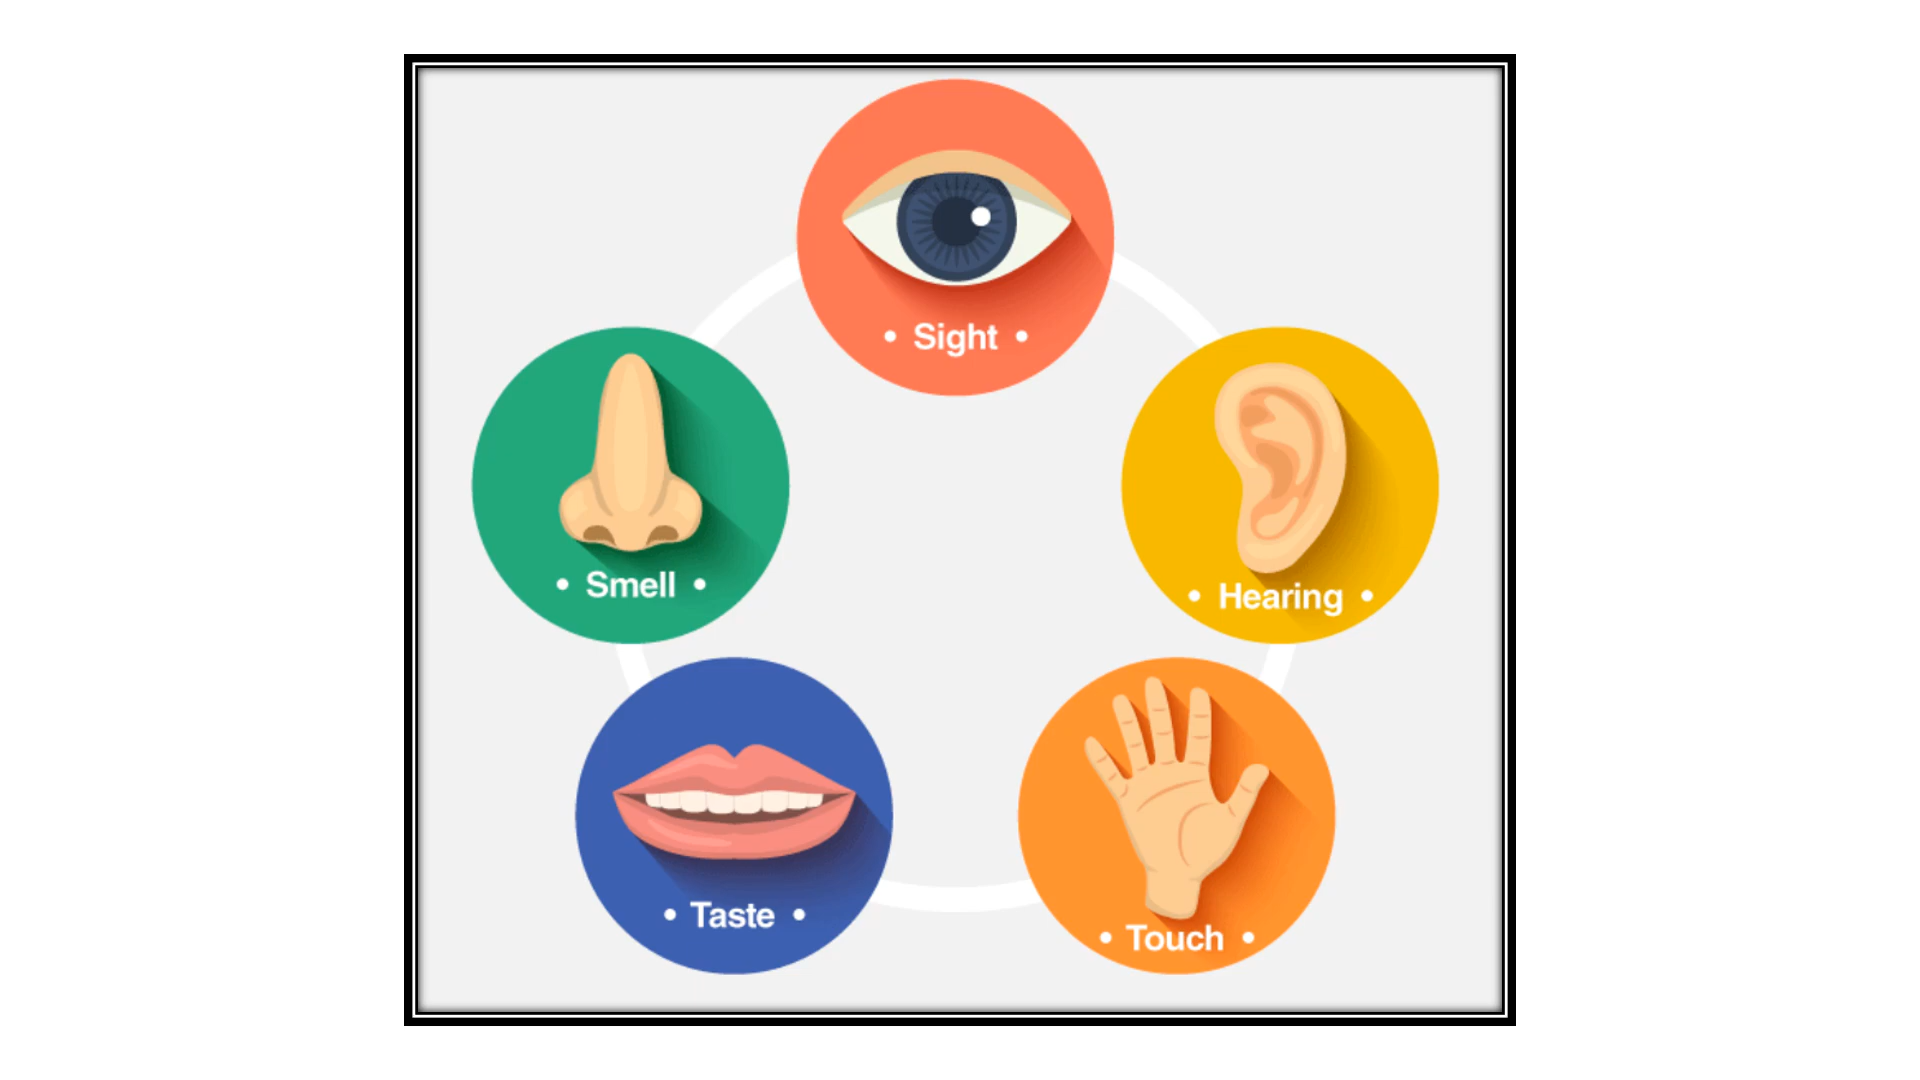 • Sight •
• Smell •
• Hearing •
• Taste •
• Touch •